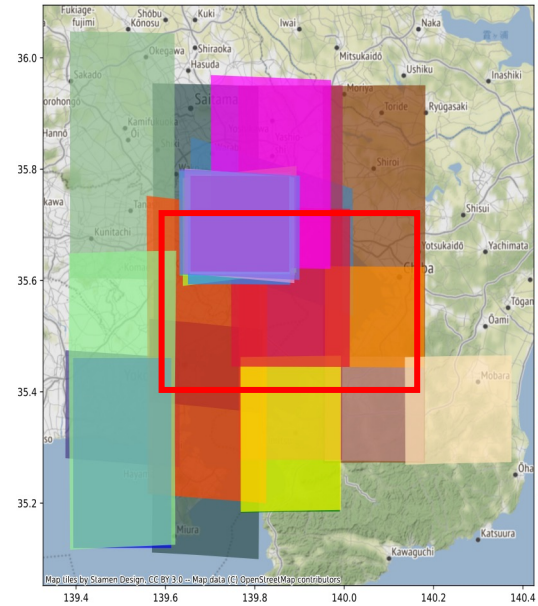 Fukiage-
fujimi
Shōbu
Kōnosu
Kuki
Iwai
Naka
36.0
Okegawa
Shiraoka
Hasuda
Mitsukaidō
Ushiku
Inashiki
Sakado
Moriya
Saitama
Toride
Ryūgasaki
Hannō
Ōi
35.8
Shiroi
kawa
Shisui
Kunitachi
Yotsukaidō
Yachimata
35.6
Chiba
Tōgan
Ōami
35.4
Mobara
so
Ōha
35.2
Miura
Katsuura
Kawaguchi
Map tiles by Stamen Design, CC BY 3.0 -- Map data (C) OpenStreetMap contributors
139.4 139.6 139.8 140.0 140.2 140.4